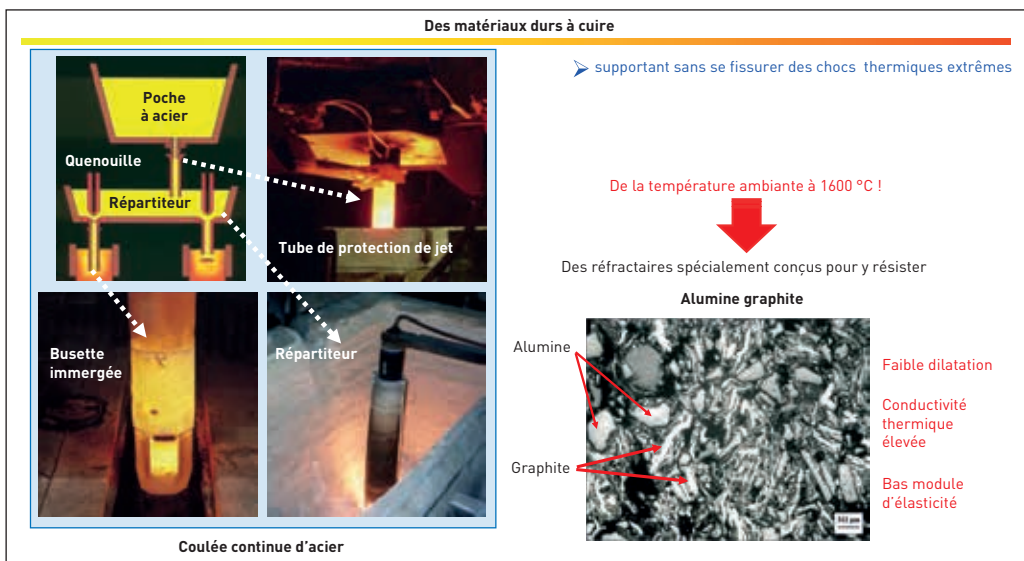 Des matériaux durs à cuire
Poche
à acier
Quenouille
Répartiteur
Tube de protection de jet
Busette
immergée
Répartiteur
Coulée continue d'acier
➢ supportant sans se fissurer des chocs thermiques extrêmes
De la température ambiante à 1600 °C !
Des réfractaires spécialement conçus pour y résister
Alumine graphite
Alumine
Graphite
Faible dilatation
Conductivité
thermique
élevée
Bas module
d'élasticité